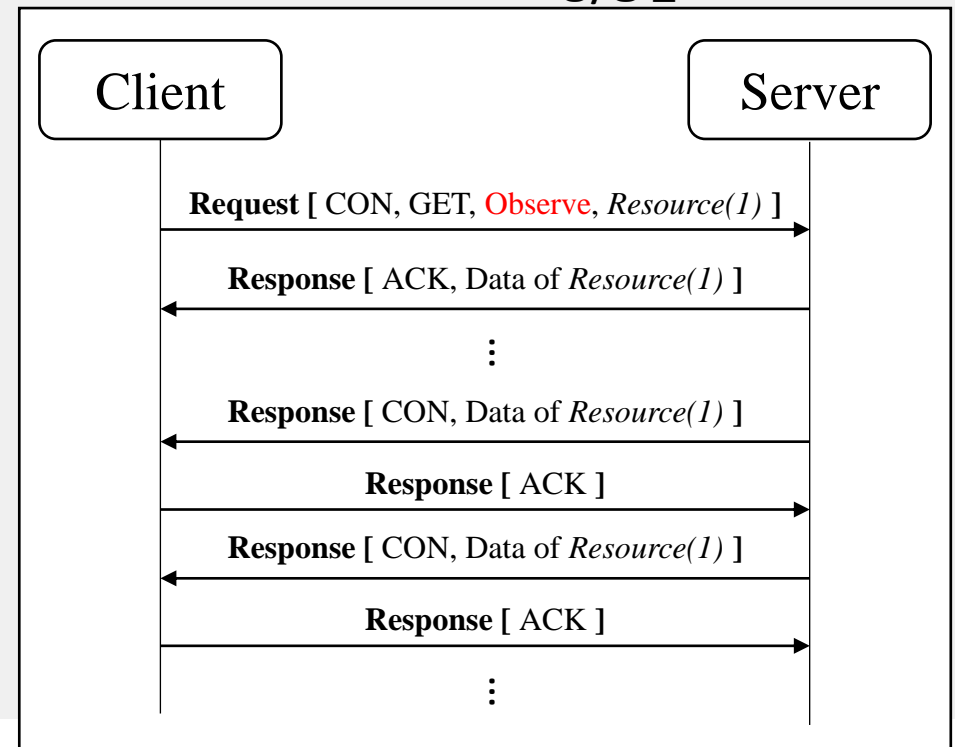 Client
Server
Request [ CON, GET, Observe, Resource(1) ]
Response [ ACK, Data of Resource(1) ]
⋮
Response [ CON, Data of Resource(1) ]
Response [ ACK ]
Response [ CON, Data of Resource(1) ]
Response [ ACK ]
⋮